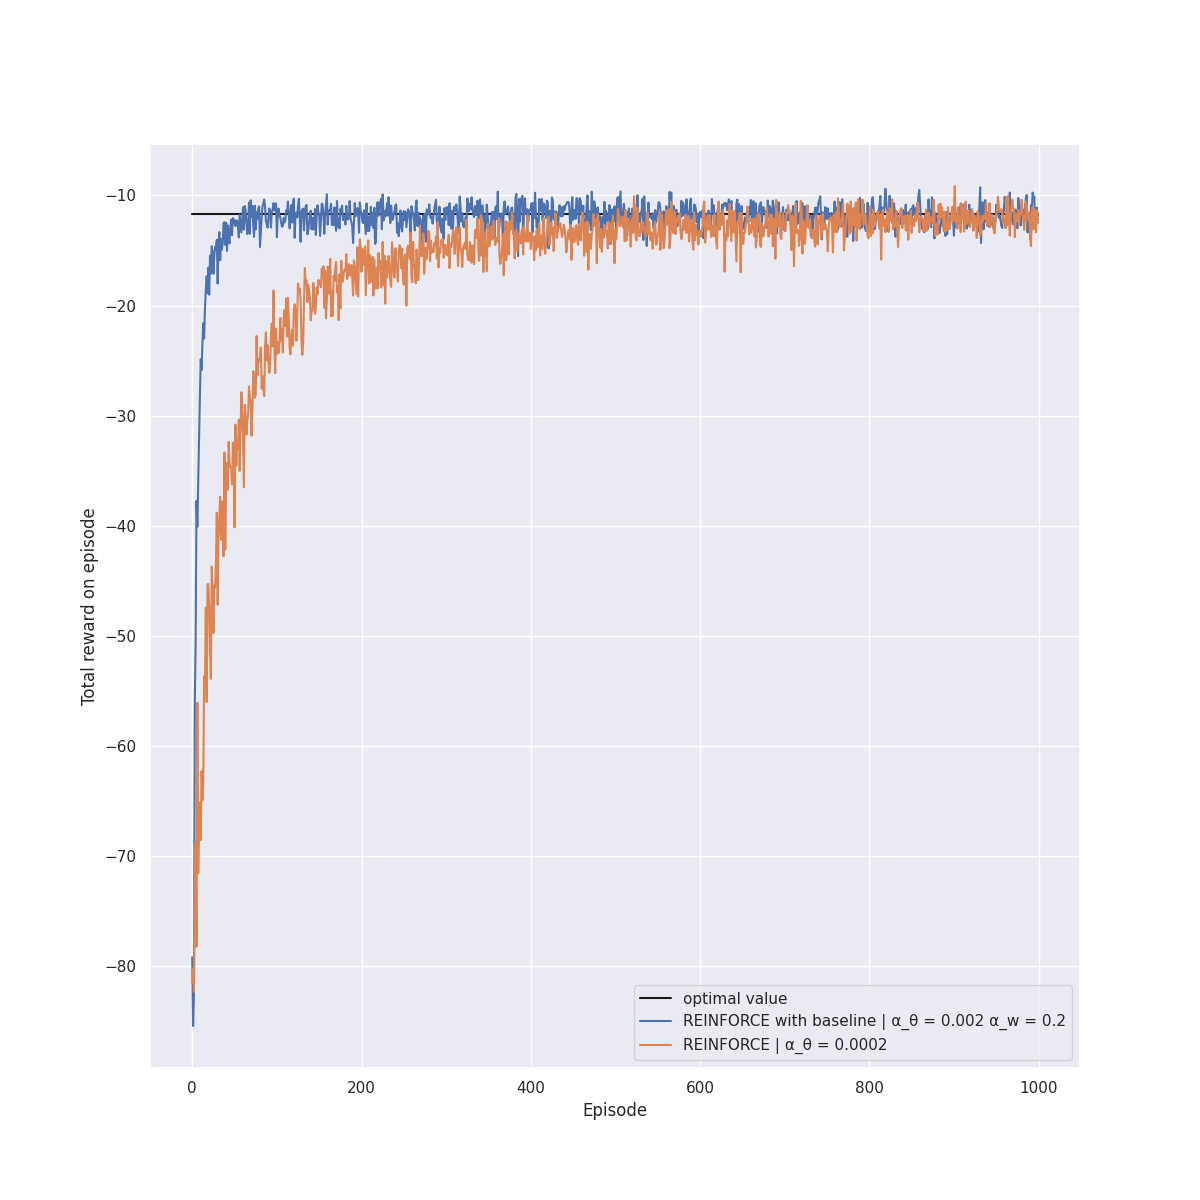 −10
−20
−30
−40
−50
−60
−70
−80
Total reward on episode
0 200 400 600 800 1000
Episode
optimal value
REINFORCE with baseline | α_θ = 0.002 α_w = 0.2
REINFORCE | α_θ = 0.0002